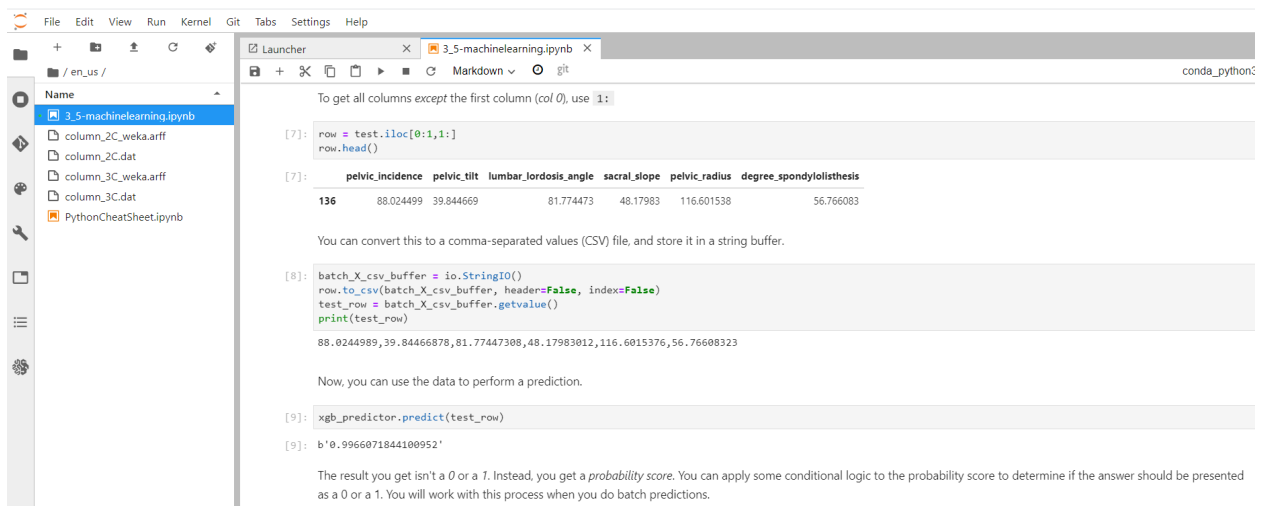 File Edit View Run Kernel Git Tabs Settings Help
/ en_us /
Name
3_5-machinelearning.ipynb
column_2C_weka.arff
column_2C.dat
column_3C_weka.arff
column_3C.dat
PythonCheatSheet.ipynb
Launcher
3_5-machinelearning.ipynb
Markdown
git
conda_python3
To get all columns except the first column (col 0), use 1:
[7]: row = test.iloc[0:1,1:]
row.head()
[7]: pelvic_incidence pelvic_tilt lumbar_lordosis_angle sacral_slope pelvic_radius degree_spondylolisthesis
136 88.024499 39.844669 81.774473 48.17983 116.601538 56.766083
You can convert this to a comma-separated values (CSV) file, and store it in a string buffer.
[8]: batch_X_csv_buffer = io.StringIO()
row.to_csv(batch_X_csv_buffer, header=False, index=False)
test_row = batch_X_csv_buffer.getvalue()
print(test_row)
88.0244989,39.84466878,81.77447308,48.17983012,116.6015376,56.76608323
Now, you can use the data to perform a prediction.
[9]: xgb_predictor.predict(test_row)
[9]: b'0.9966071844100952'
The result you get isn't a 0 or a 1. Instead, you get a probability score. You can apply some conditional logic to the probability score to determine if the answer should be presented
as a 0 or a 1. You will work with this process when you do batch predictions.